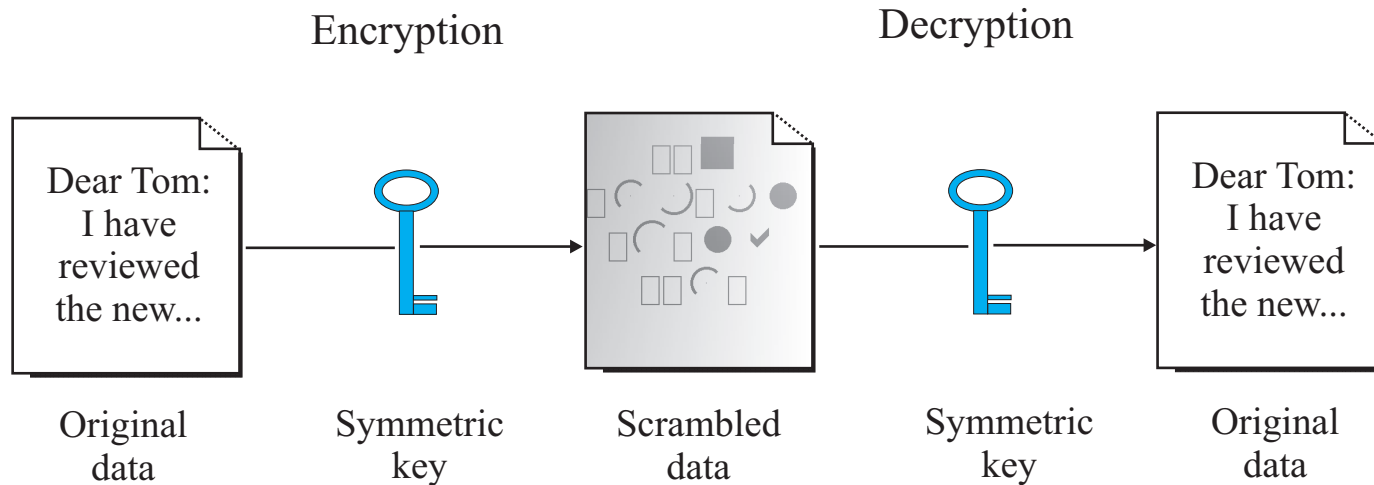 Encryption
Decryption
Dear Tom:
I have
reviewed
the new...
Dear Tom:
I have
reviewed
the new...
Original
data
Symmetric
key
Scrambled
data
Symmetric
key
Original
data